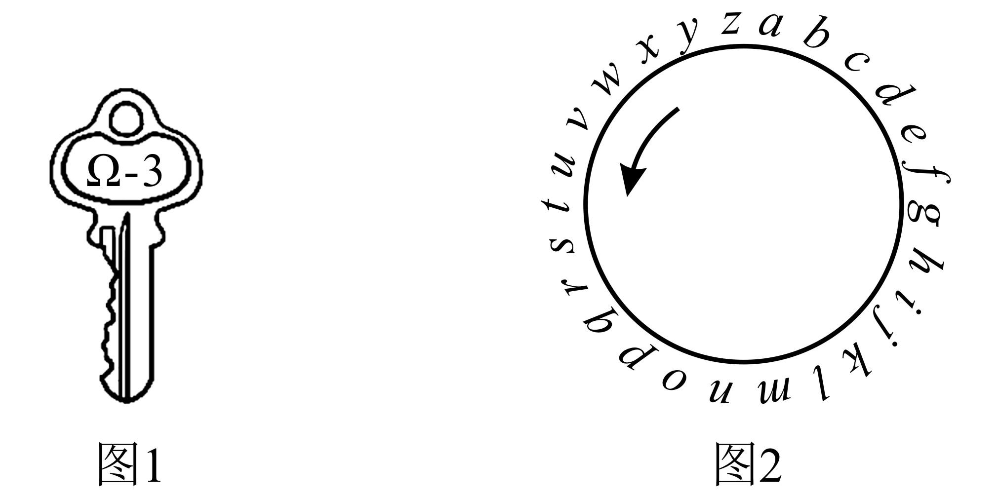 Ω-3
a b c d e f g h i j k l m n o p q r s t u v w x y z
图1
图2